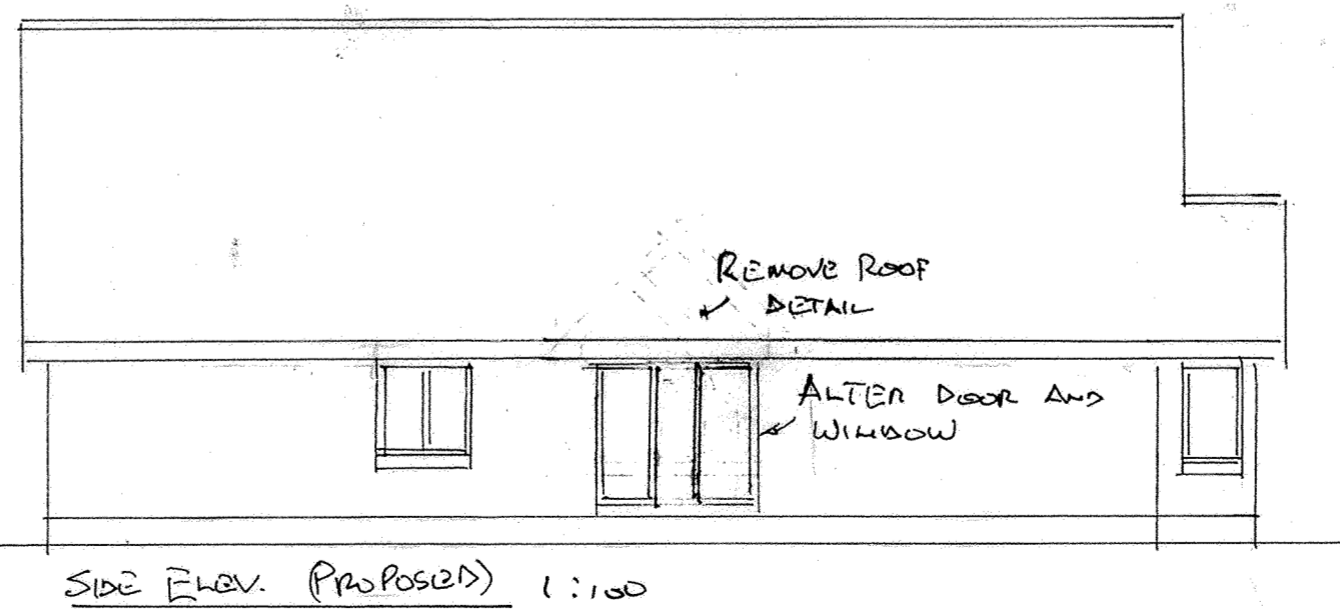 REMOVE ROOF
DETAIL
ALTER DOOR AND
WINDOW
SIDE ELEV. (PROPOSED) 1:100